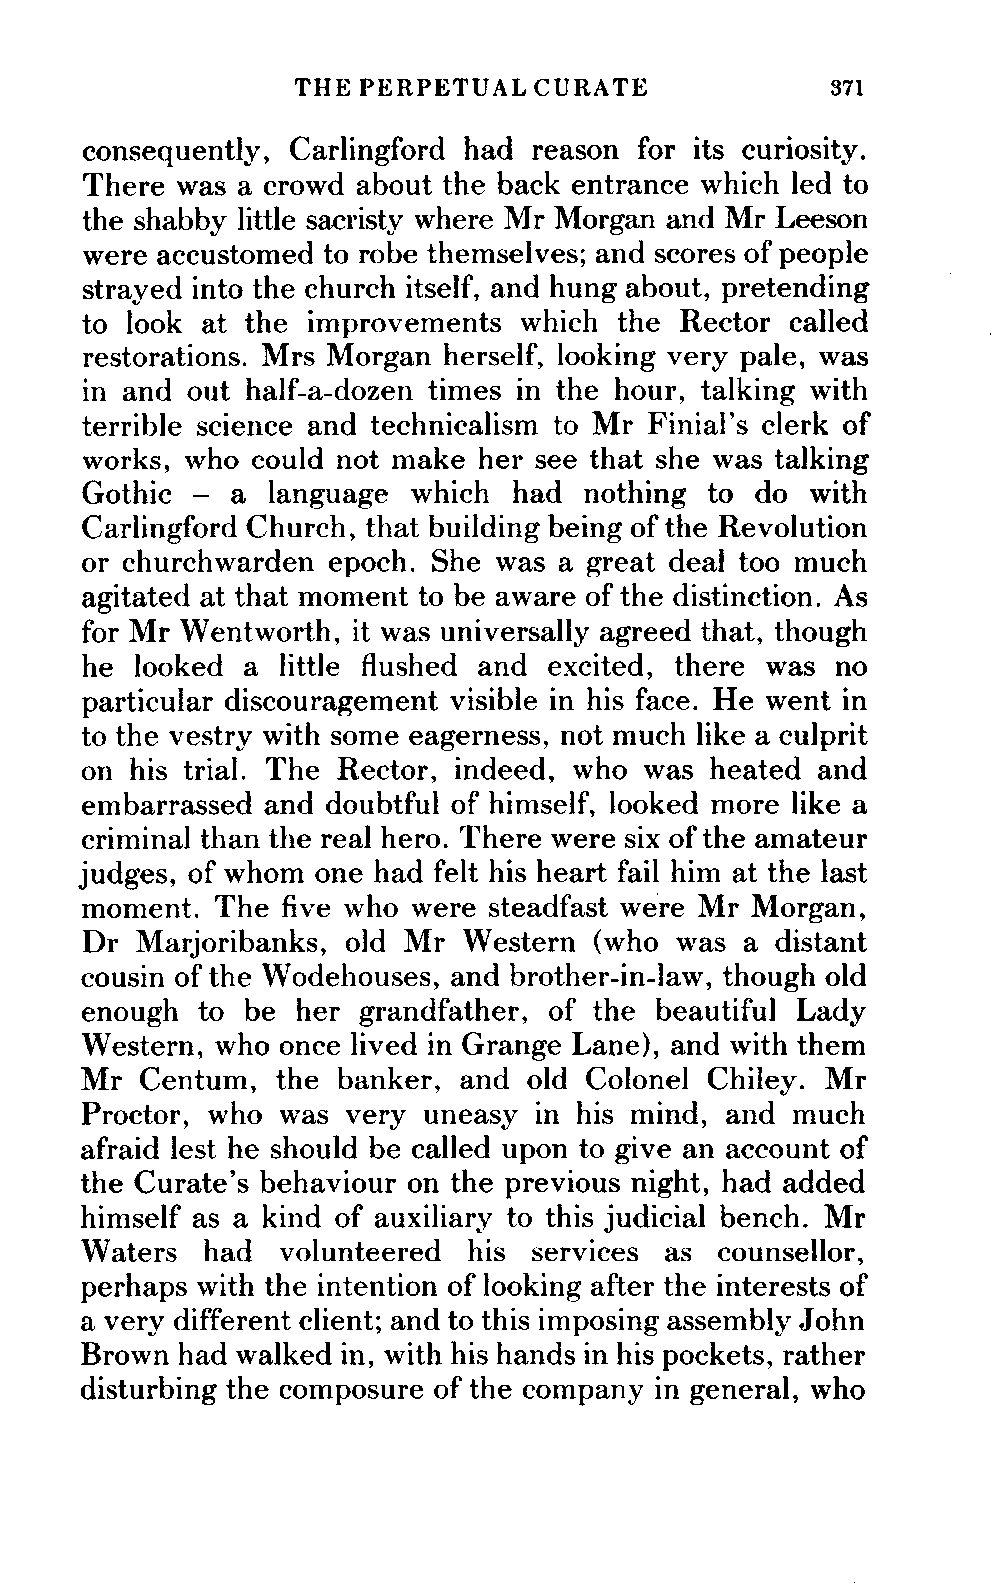 THE PERPETUAL CURATE 371
consequently, Carlingford had reason for its curiosity.
There was a crowd about the back entrance which led to
the shabby little sacristy where Mr Morgan and Mr Leeson
were accustomed to robe themselves; and scores of people
strayed into the church itself, and hung about, pretending
to look at the improvements which the Rector called
restorations. Mrs Morgan herself, looking very pale, was
in and out half-a-dozen times in the hour, talking with
terrible science and technicalism to Mr Finial's clerk of
works, who could not make her see that she was talking
Gothic – a language which had nothing to do with
Carlingford Church, that building being of the Revolution
or churchwarden epoch. She was a great deal too much
agitated at that moment to be aware of the distinction. As
for Mr Wentworth, it was universally agreed that, though
he looked a little flushed and excited, there was no
particular discouragement visible in his face. He went in
to the vestry with some eagerness, not much like a culprit
on his trial. The Rector, indeed, who was heated and
embarrassed and doubtful of himself, looked more like a
criminal than the real hero. There were six of the amateur
judges, of whom one had felt his heart fail him at the last
moment. The five who were steadfast were Mr Morgan,
Dr Marjoribanks, old Mr Western (who was a distant
cousin of the Wodehouses, and brother-in-law, though old
enough to be her grandfather, of the beautiful Lady
Western, who once lived in Grange Lane), and with them
Mr Centum, the banker, and old Colonel Chiley. Mr
Proctor, who was very uneasy in his mind, and much
afraid lest he should be called upon to give an account of
the Curate's behaviour on the previous night, had added
himself as a kind of auxiliary to this judicial bench. Mr
Waters had volunteered his services as counsellor,
perhaps with the intention of looking after the interests of
a very different client; and to this imposing assembly John
Brown had walked in, with his hands in his pockets, rather
disturbing the composure of the company in general, who